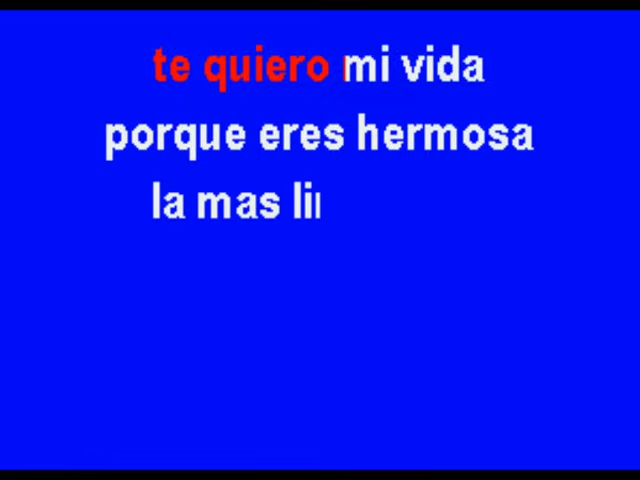 te quiero mi vida
porque eres hermosa
la mas